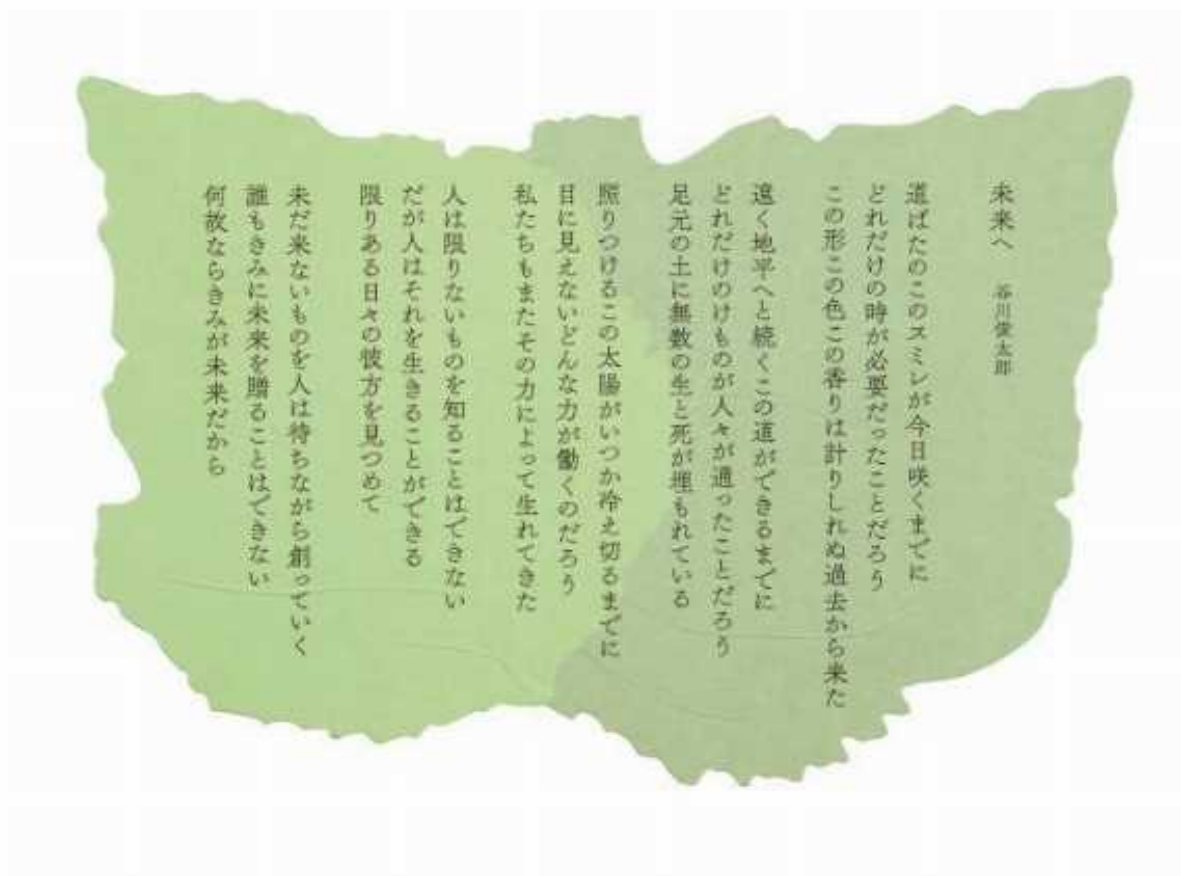 未来へ 谷川俊太郎
道ばたのこのスミレが今日咲くまでに
どれだけの時が必要だったことだろう
この形この色この香りは計りしれぬ過去から来た
遠く地平へと続くこの道ができるまでに
どれだけのけものが人々が通ったことだろう
足元の土に無数の生と死が埋もれている
照りつけるこの太陽がいつか冷え切るまでに
目に見えないどんな力が働くのだろう
私たちもまたその力によって生れてきた
人は限りないものを知ることはできない
だが人はそれを生きることができる
限りある日々の彼方を見つめて
未だ来ないものを人は待ちながら創っていく
誰もきみに未来を贈ることはできない
何故ならきみが未来だから